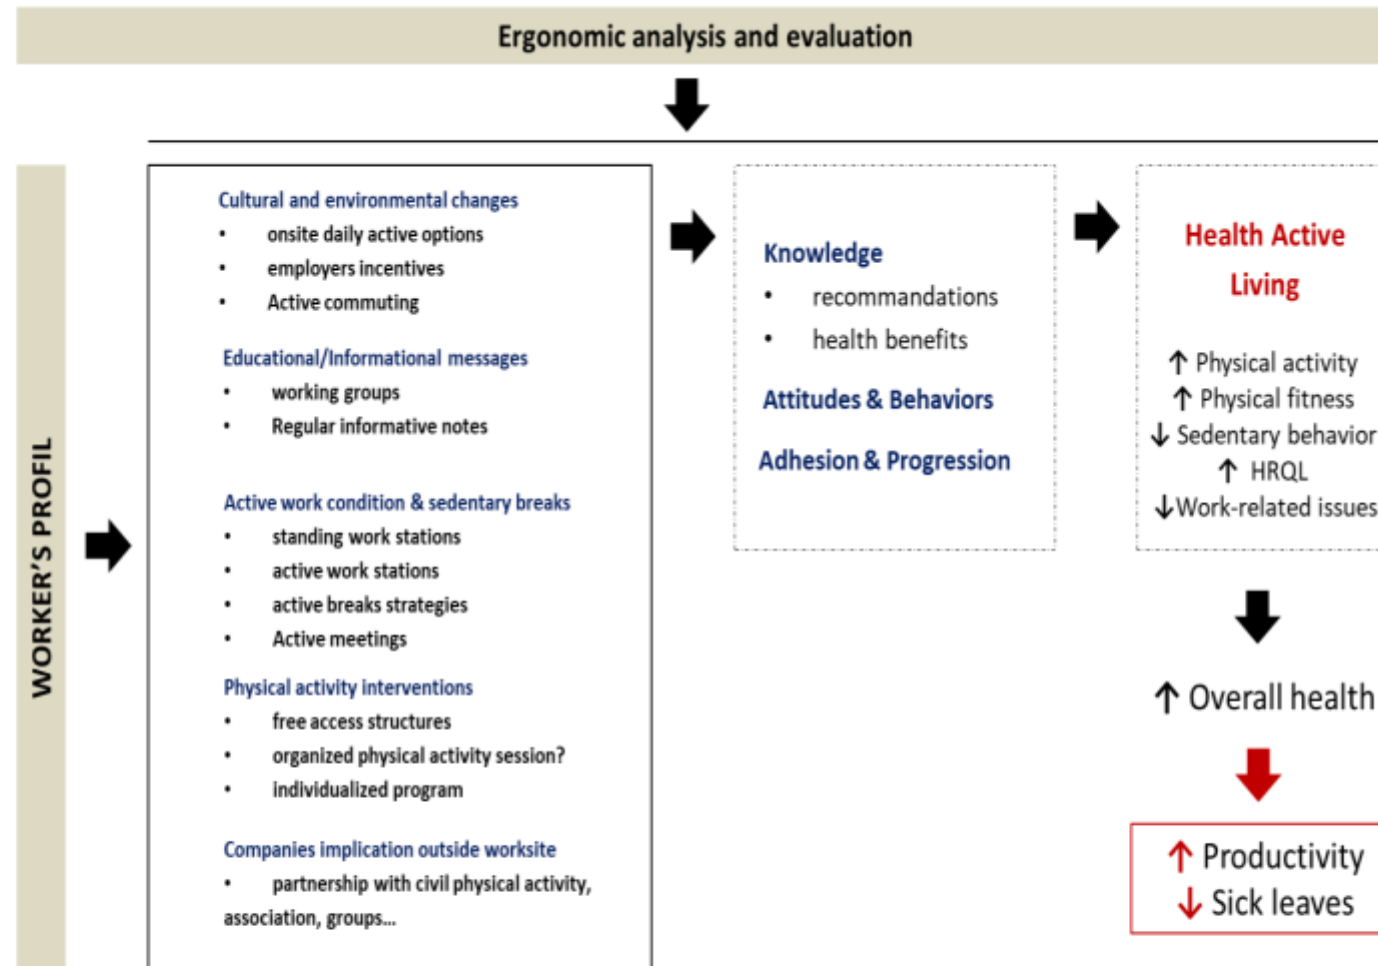 Ergonomic analysis and evaluation
WORKER'S PROFIL
Cultural and environmental changes
• onsite daily active options
• employers incentives
• Active commuting
Educational/Informational messages
• working groups
• Regular informative notes
Active work condition & sedentary breaks
• standing work stations
• active work stations
• active breaks strategies
• Active meetings
Physical activity interventions
• free access structures
• organized physical activity session?
• individualized program
Companies implication outside worksite
• partnership with civil physical activity,
association, groups...
Knowledge
• recommandations
• health benefits
Attitudes & Behaviors
Adhesion & Progression
Health Active
Living
↑ Physical activity
↑ Physical fitness
↓ Sedentary behavior
↑ HRQL
↓ Work-related issues
↑ Overall health
↑ Productivity
↓ Sick leaves